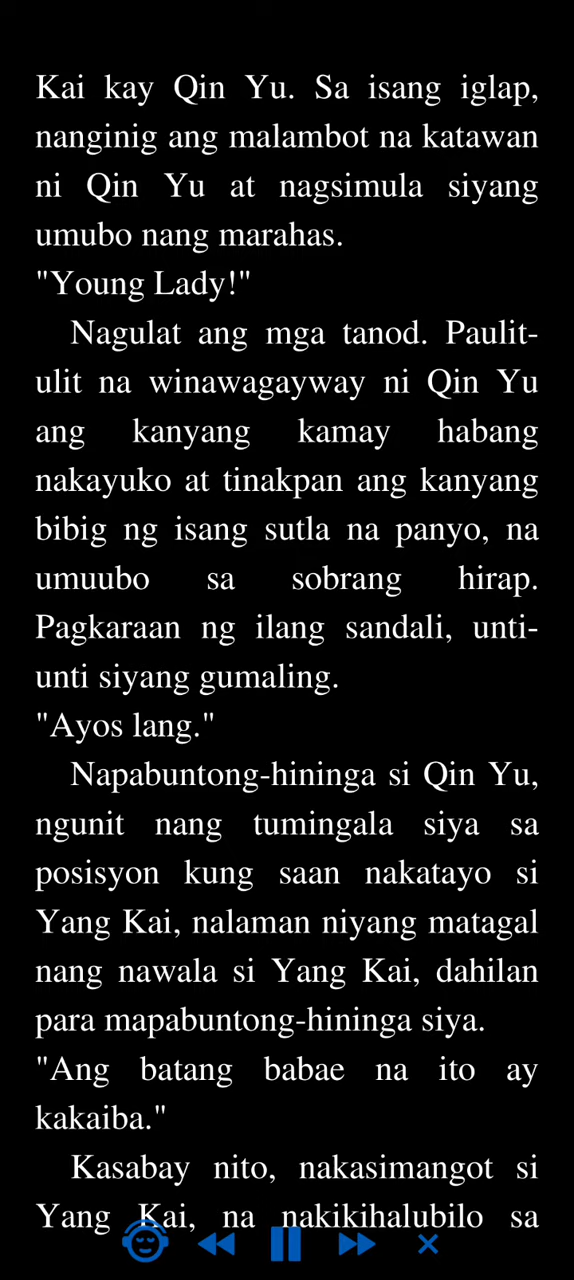 Kai kay Qin Yu. Sa isang iglap,
nanginig ang malambot na katawan
ni Qin Yu at nagsimula siyang
umubo nang marahas.
"Young Lady!"
Nagulat ang mga tanod. Paulit-
ulit na winawagayway ni Qin Yu
ang kanyang kamay habang
nakayuko at tinakpan ang kanyang
bibig ng isang sutla na panyo, na
umuubo sa sobrang hirap.
Pagkaraan ng ilang sandali, unti-
unti siyang gumaling.
"Ayos lang."
Napabuntong-hininga si Qin Yu,
ngunit nang tumingala siya sa
posisyon kung saan nakatayo si
Yang Kai, nalaman niyang matagal
nang nawala si Yang Kai, dahilan
para mapabuntong-hininga siya.
"Ang batang babae na ito ay
kakaiba."
Kasabay nito, nakasimangot si
Yang Kai, na nakikihalubilo sa